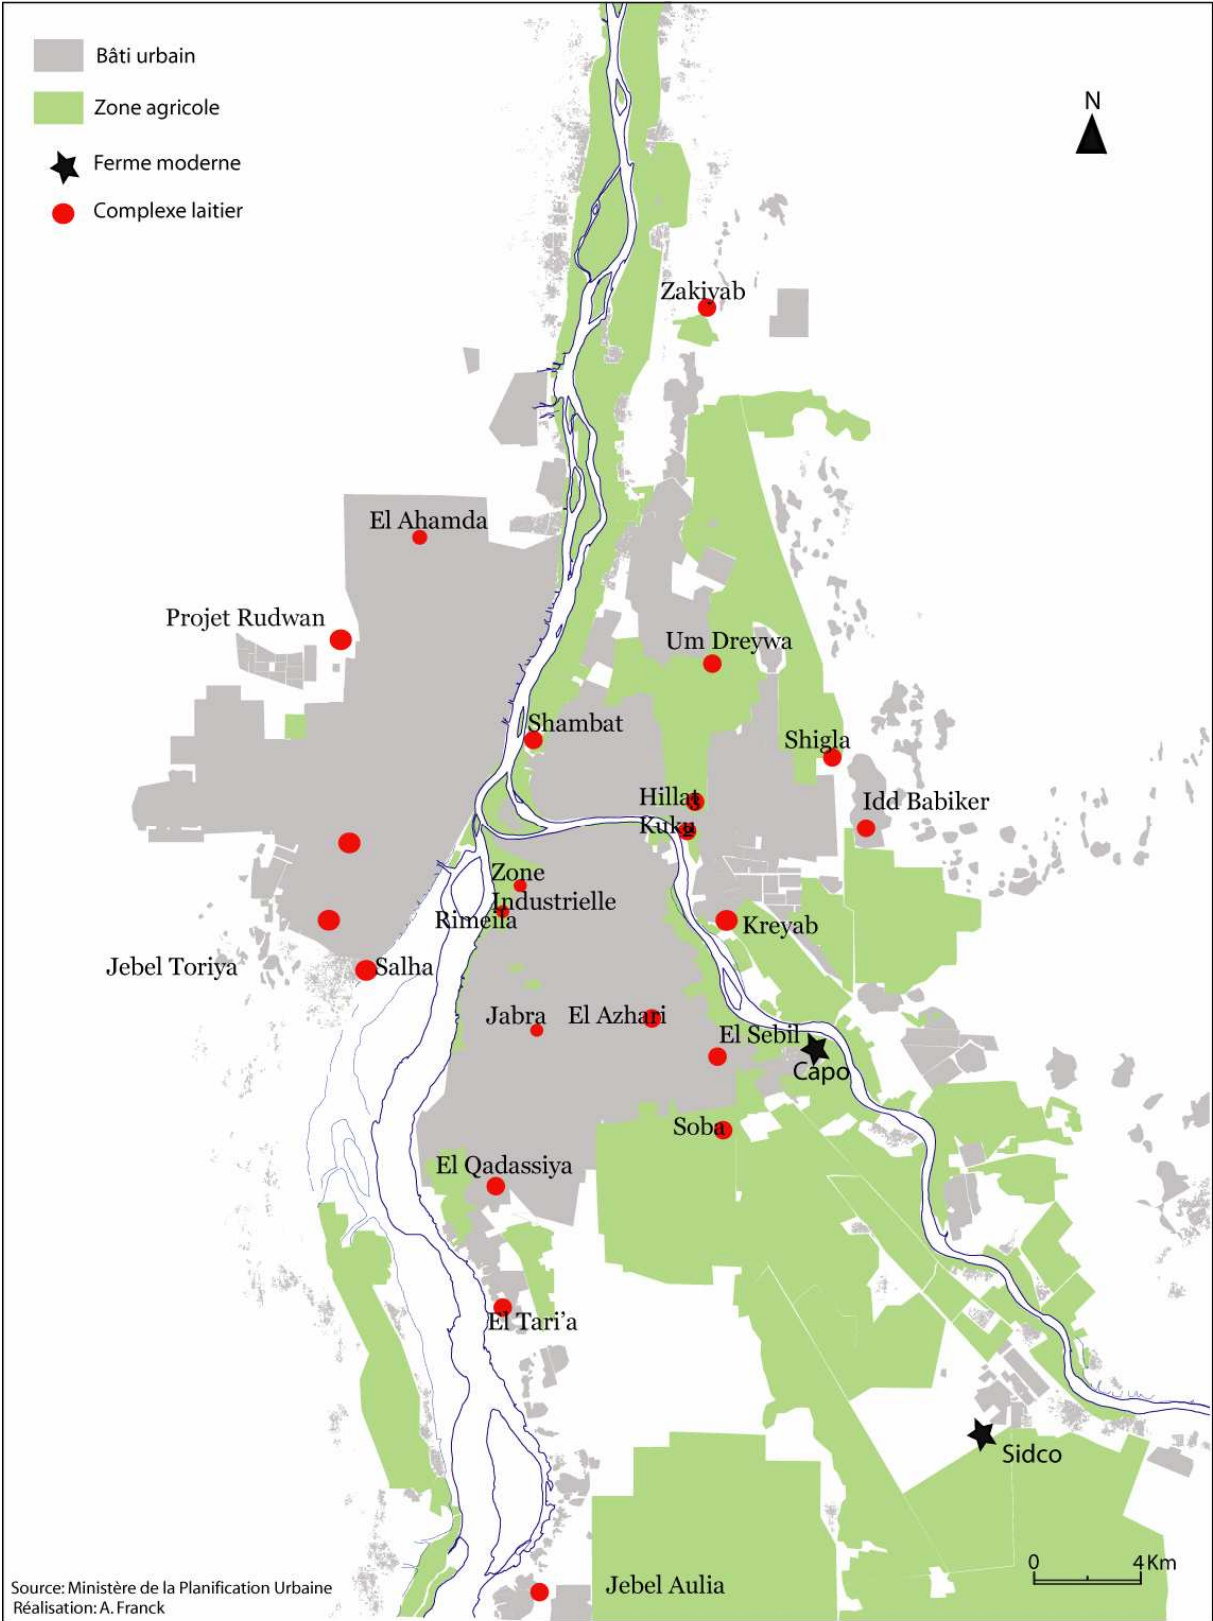 Bâti urbain
Zone agricole
Ferme moderne
Complexe laitier
N
Zakiyab
El Ahamda
Projet Rudwan
Um Dreywa
Shambat
Shigla
Hillat
Kuku
Idd Babiker
Zone
Industrielle
Rimeila
Kreyab
Jebel Toriya
Salha
Jabra
El Azhari
El Sebil
Capo
Soba
El Qadassiya
El Tari'a
Sidco
Jebel Aulia
0 4 Km
Source: Ministère de la Planification Urbaine
Réalisation: A. Franck